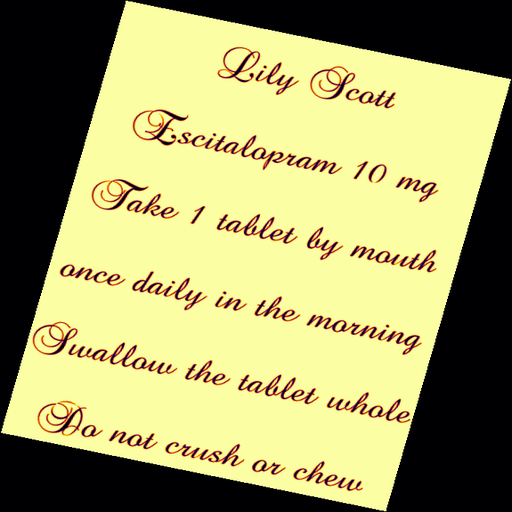 Lily Scott
Escitalopram 10 mg
Take 1 tablet by mouth
once daily in the morning
Swallow the tablet whole
Do not crush or chew